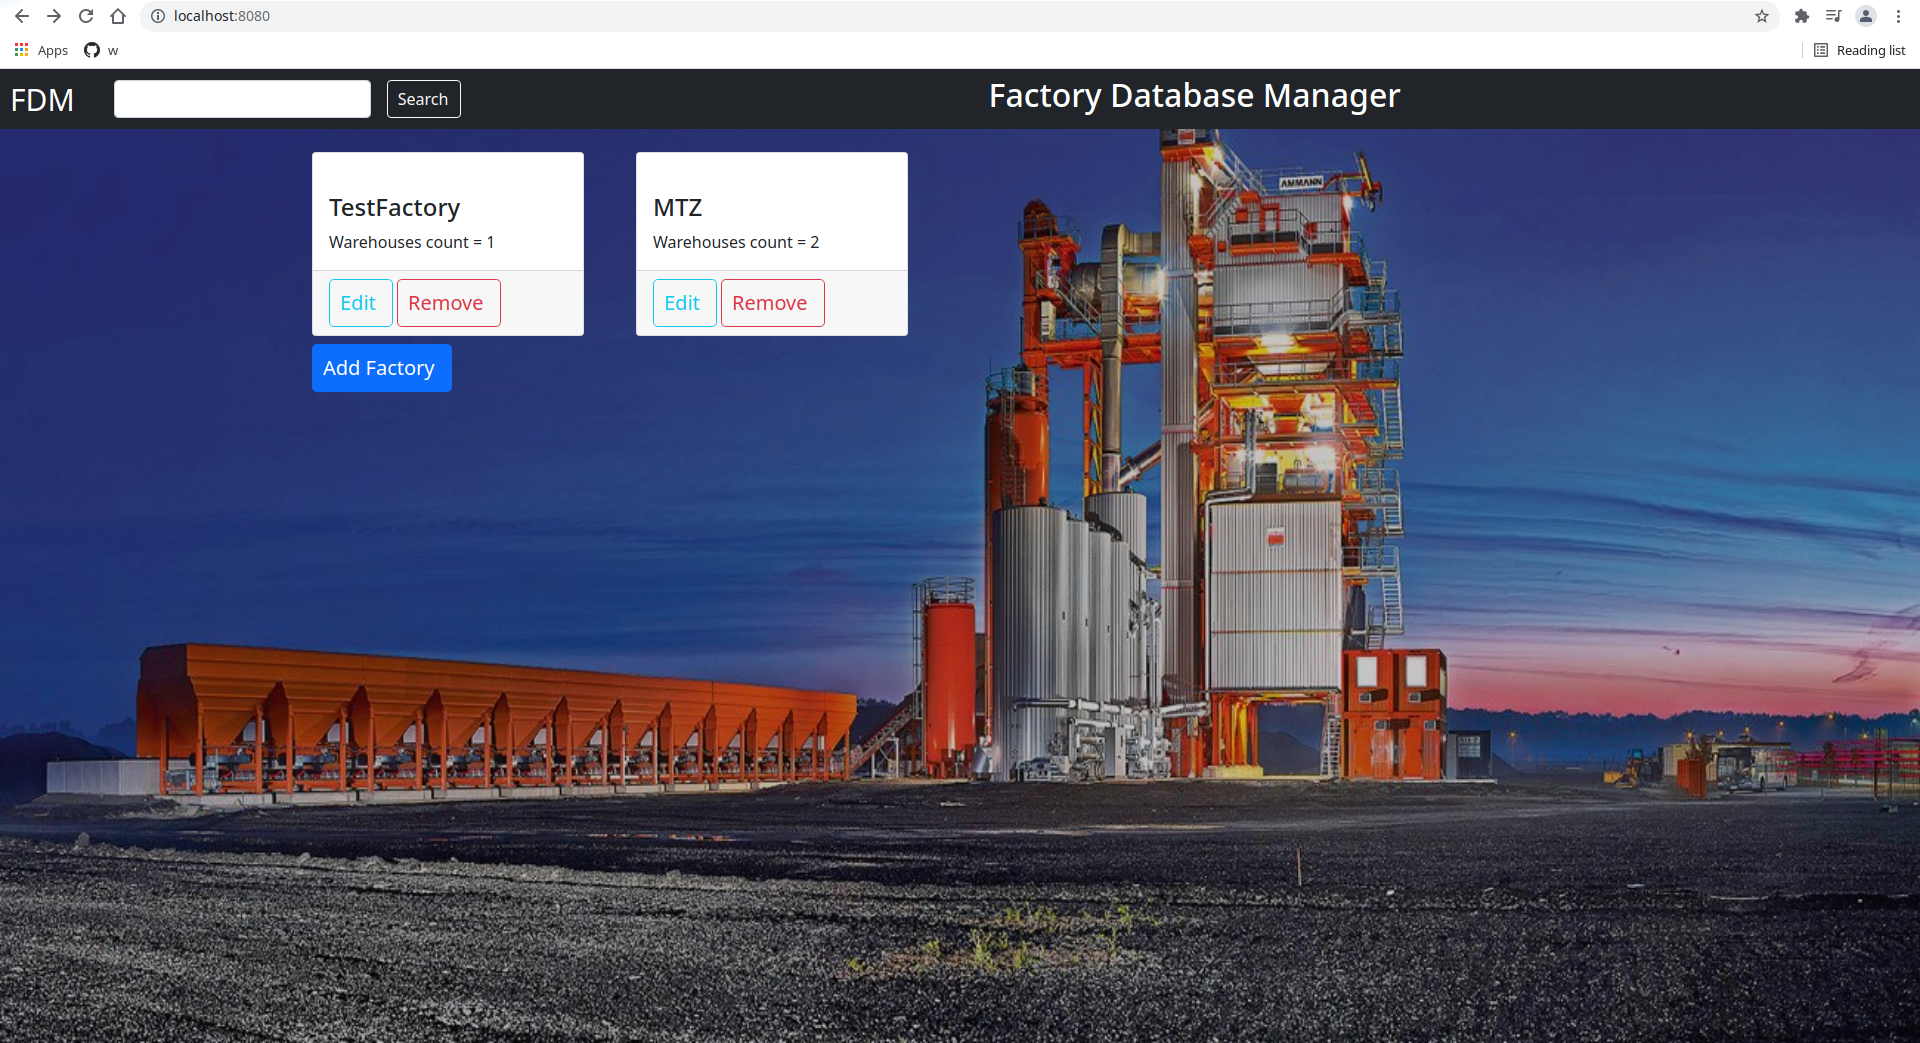 localhost:8080
Apps w
Reading list
FDM Search Factory Database Manager
AMMANN
TestFactory
Warehouses count = 1
Edit Remove
MTZ
Warehouses count = 2
Edit Remove
Add Factory